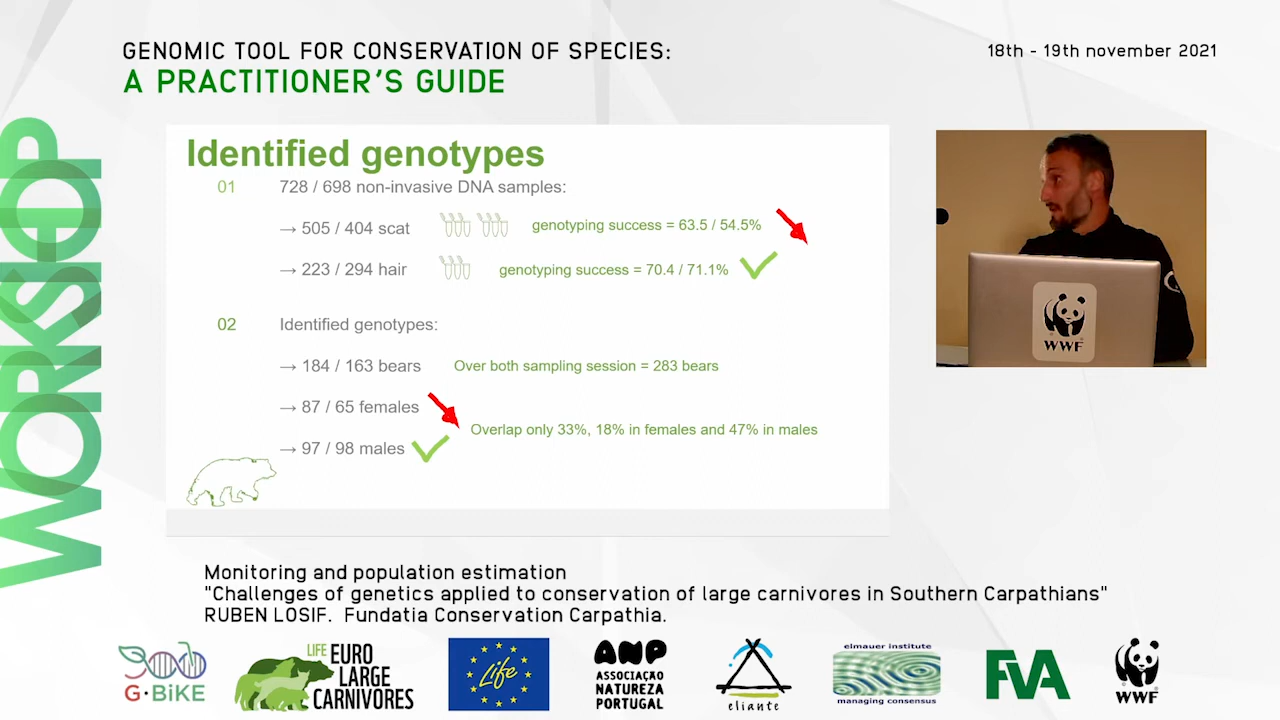 GENOMIC TOOL FOR CONSERVATION OF SPECIES:
A PRACTITIONER'S GUIDE
18th - 19th november 2021
WORKSHOP
Identified genotypes
01 728 / 698 non-invasive DNA samples:
→ 505 / 404 scat genotyping success = 63.5 / 54.5%
→ 223 / 294 hair genotyping success = 70.4 / 71.1%
02 Identified genotypes:
→ 184 / 163 bears Over both sampling session = 283 bears
→ 87 / 65 females
Overlap only 33%, 18% in females and 47% in males
→ 97 / 98 males
WWF
Monitoring and population estimation
"Challenges of genetics applied to conservation of large carnivores in Southern Carpathians"
RUBEN LOSIF. Fundatia Conservation Carpathia.
G·BiKE
LIFE EURO
LARGE
CARNIVORES
Life
ANP
ASSOCIAÇÃO
NATUREZA
PORTUGAL
eliante
elmauer institute
managing consensus
FVA
WWF